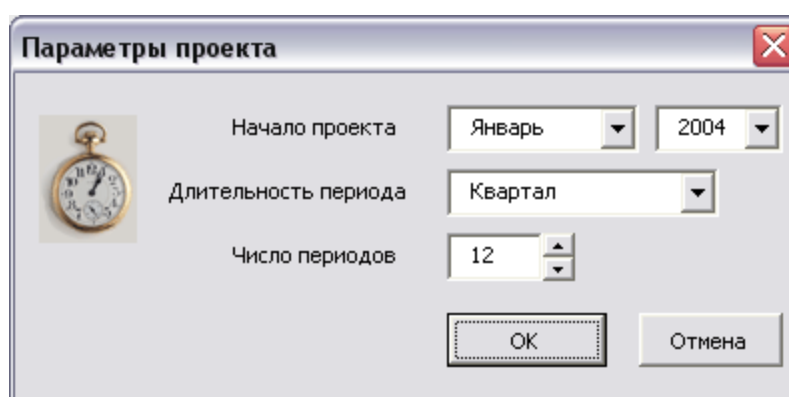 Параметры проекта
Начало проекта Январь 2004
Длительность периода Квартал
Число периодов 12
OK Отмена